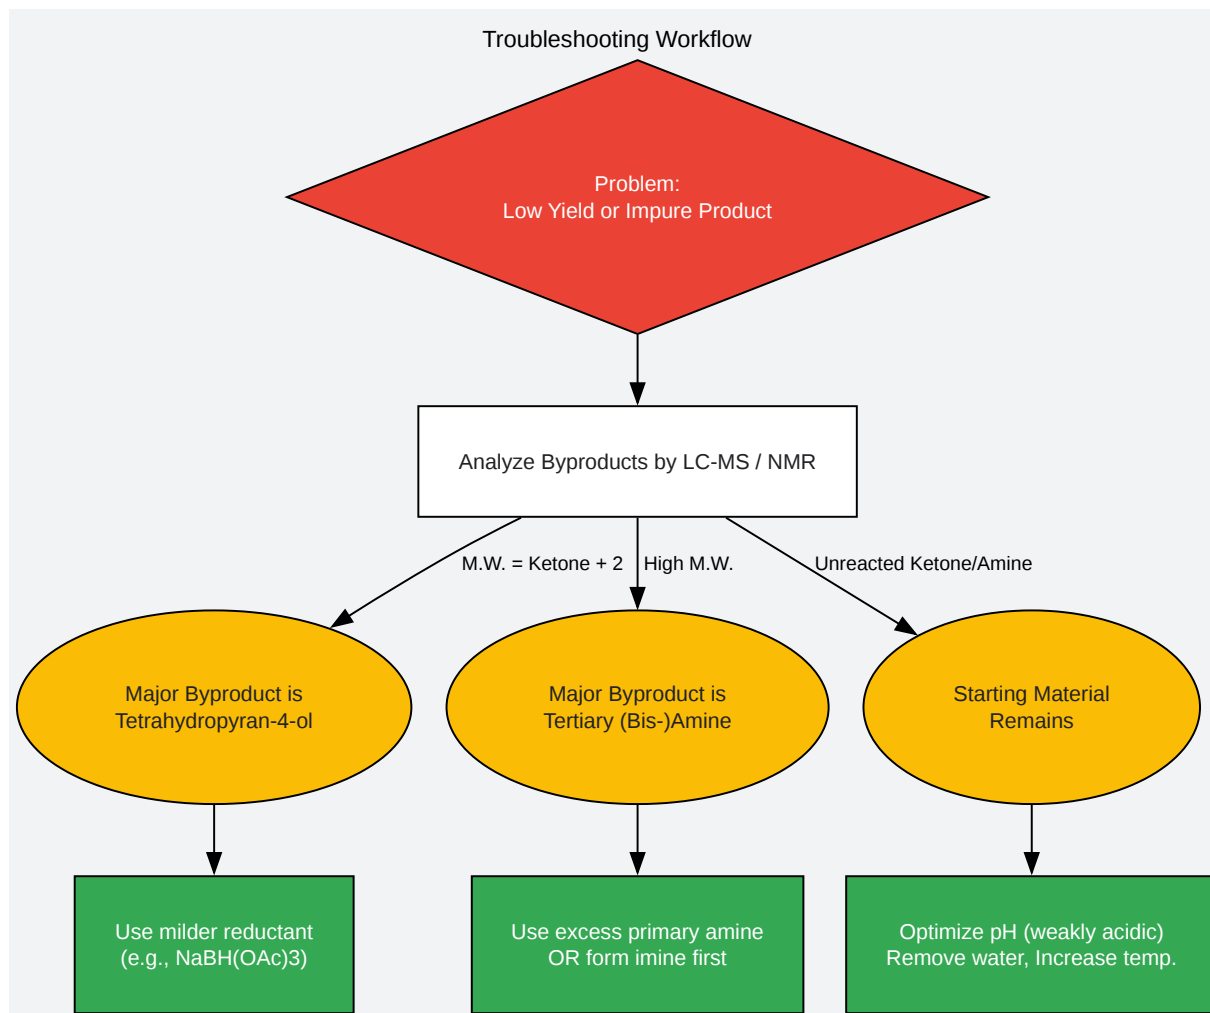 Troubleshooting Workflow
Problem:
Low Yield or Impure Product
Analyze Byproducts by LC-MS / NMR
M.W. = Ketone + 2
High M.W.
Unreacted Ketone/Amine
Major Byproduct is
Tetrahydropyran-4-ol
Major Byproduct is
Tertiary (Bis-)Amine
Starting Material
Remains
Use milder reductant
(e.g., NaBH(OAc)3)
Use excess primary amine
OR form imine first
Optimize pH (weakly acidic)
Remove water, Increase temp.